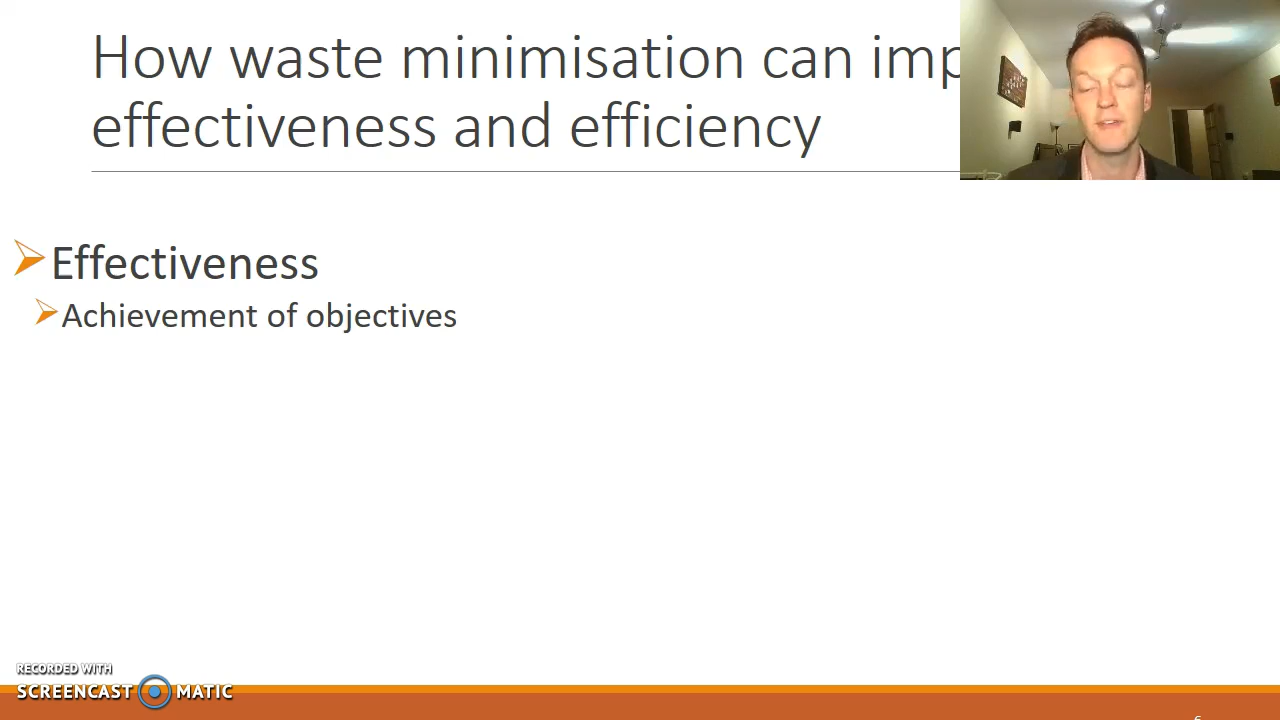 How waste minimisation can imp
effectiveness and efficiency
Effectiveness
Achievement of objectives
RECORDED WITH
SCREENCAST MATIC